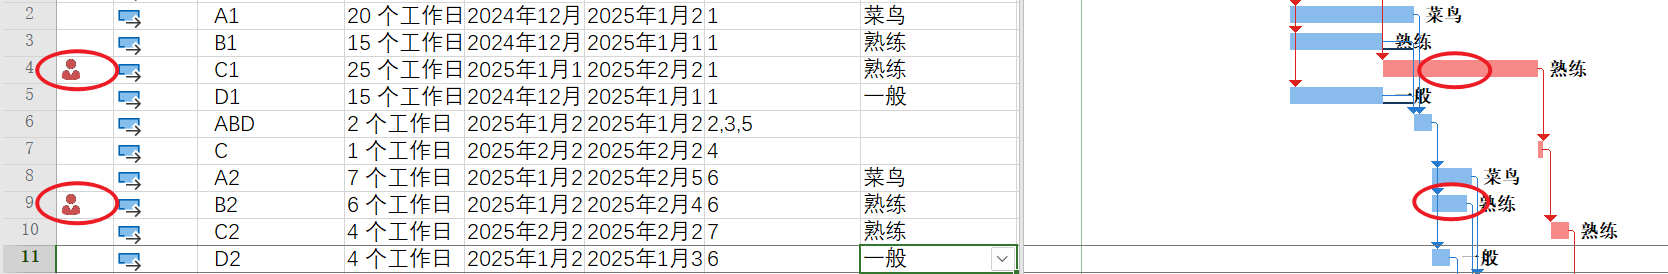 2 A1 20 个工作日 2024年12月 2025年1月2 1 菜鸟 菜鸟
3 B1 15 个工作日 2024年12月 2025年1月1 1 熟练 熟练
4 C1 25 个工作日 2025年1月1 2025年2月2 1 熟练 熟练
5 D1 15 个工作日 2024年12月 2025年1月1 1 一般 一般
6 ABD 2 个工作日 2025年1月2 2025年1月2 2,3,5
7 C 1 个工作日 2025年2月2 2025年2月2 4
8 A2 7 个工作日 2025年1月2 2025年2月5 6 菜鸟 菜鸟
9 B2 6 个工作日 2025年1月2 2025年2月4 6 熟练 熟练
10 C2 4 个工作日 2025年2月2 2025年2月2 7 熟练 熟练
11 D2 4 个工作日 2025年1月2 2025年1月3 6 一般 一般